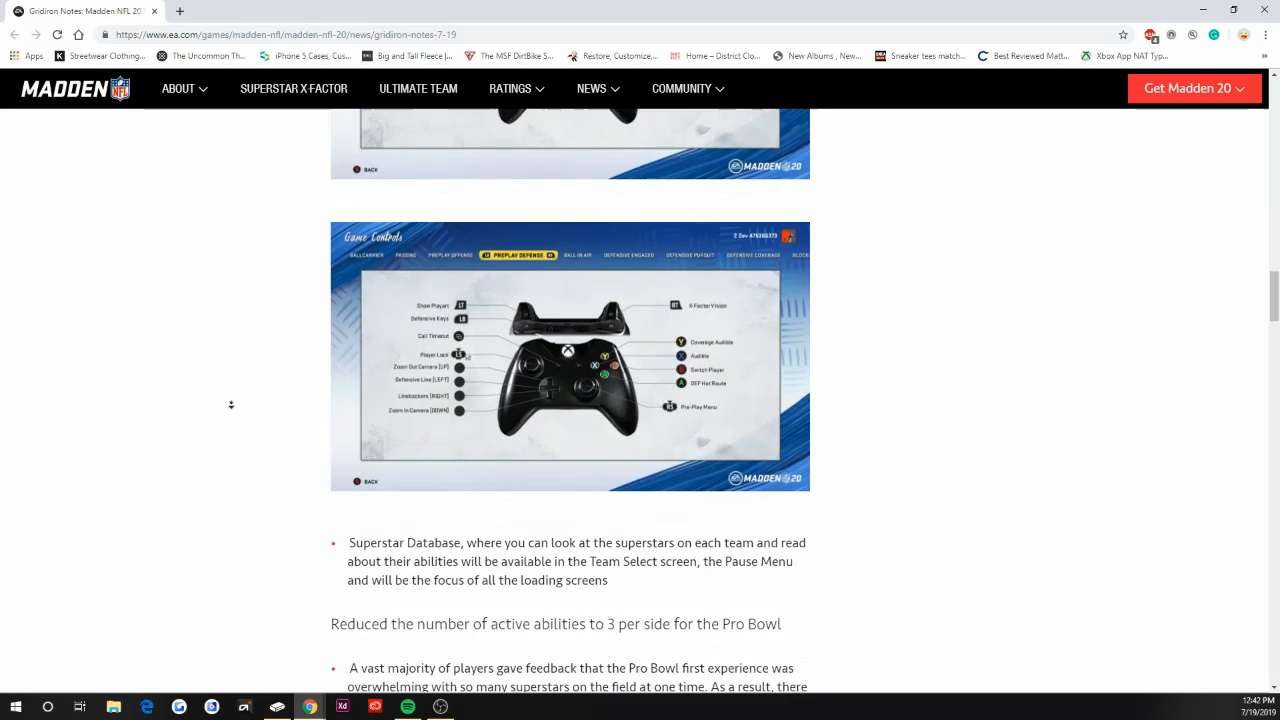 Gridiron Notes: NFL 20
https://www.ea.com/games/madden-nfl/madden-nfl-20/news/gridiron-notes-7-19
Apps
Streetwear Clothing...
The Uncommon Th...
iPhone 5 Cases, Cus...
Big and Tall Fleece |...
The MSF DirtBike S...
Restore, Customize,...
Home – District Clo...
New Albums , New...
Sneaker tees match...
Best Reviewed Matt...
Xbox App NAT Typ...
MADDEN NFL
ABOUT
SUPERSTAR X-FACTOR
ULTIMATE TEAM
RATINGS
NEWS
COMMUNITY
Get Madden 20
BACK
MADDEN 20
Game Controls
BALLCARRIER PASSING PREPLAY OFFENSE PREPLAY DEFENSE BALL IN AIR DEFENSIVE ENGAGED DEFENSIVE PURSUIT DEFENSIVE COVERAGE BLOCK
Show Playart LT
RT X-Factor Vision
Defensive Keys LB
Call Timeout
Y Coverage Audible
Player Lock LS x2
X Audible
Zoom Out Camera [UP]
B Switch Player
Defensive Line [LEFT]
A DEF Hot Route
Linebackers [RIGHT]
RS Pre-Play Menu
Zoom In Camera [DOWN]
BACK
MADDEN 20
• Superstar Database, where you can look at the superstars on each team and read
about their abilities will be available in the Team Select screen, the Pause Menu
and will be the focus of all the loading screens
Reduced the number of active abilities to 3 per side for the Pro Bowl
• A vast majority of players gave feedback that the Pro Bowl first experience was
overwhelming with so many superstars on the field at one time. As a result, there
12:42 PM
7/19/2019